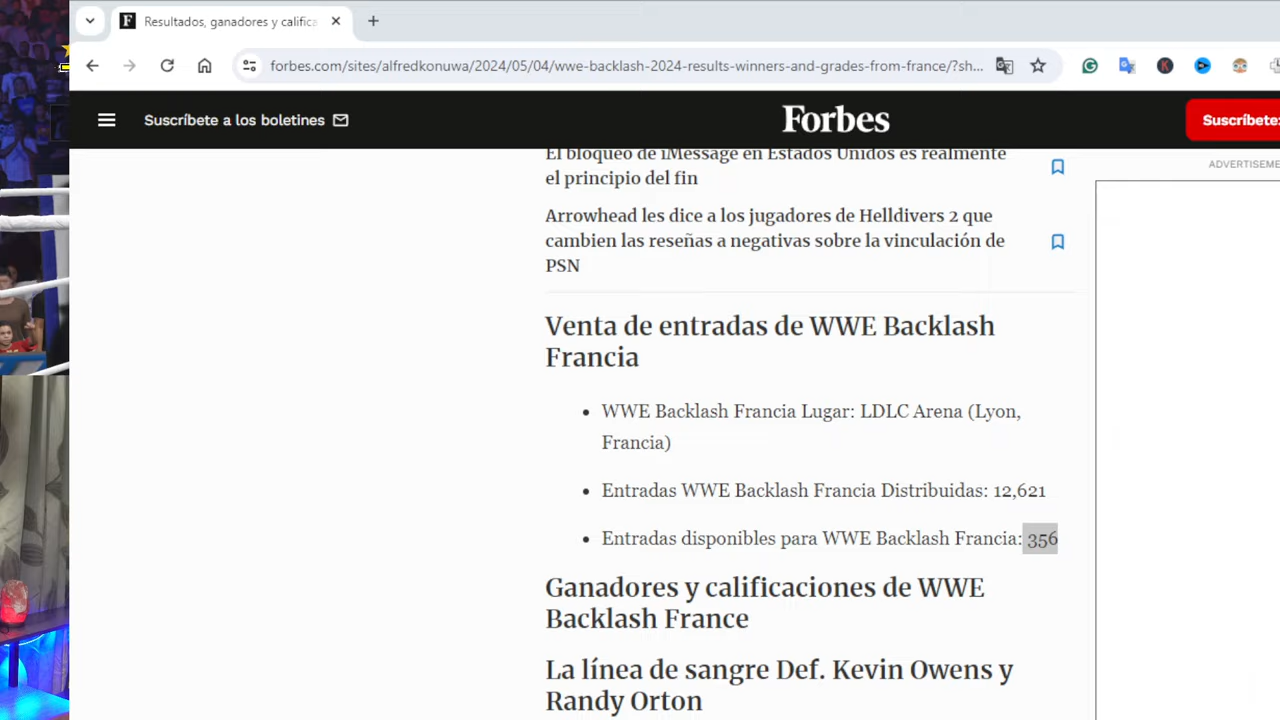 Resultados, ganadores y califica
forbes.com/sites/alfredkonuwa/2024/05/04/wwe-backlash-2024-results-winners-and-grades-from-france/?sh...
Suscríbete a los boletines
Forbes
Suscríbete:
ADVERTISEME
El bloqueo de iMessage en Estados Unidos es realmente
el principio del fin
Arrowhead les dice a los jugadores de Helldivers 2 que
cambien las reseñas a negativas sobre la vinculación de
PSN
Venta de entradas de WWE Backlash
Francia
WWE Backlash Francia Lugar: LDLC Arena (Lyon,
Francia)
Entradas WWE Backlash Francia Distribuidas: 12,621
Entradas disponibles para WWE Backlash Francia: 356
Ganadores y calificaciones de WWE
Backlash France
La línea de sangre Def. Kevin Owens y
Randy Orton